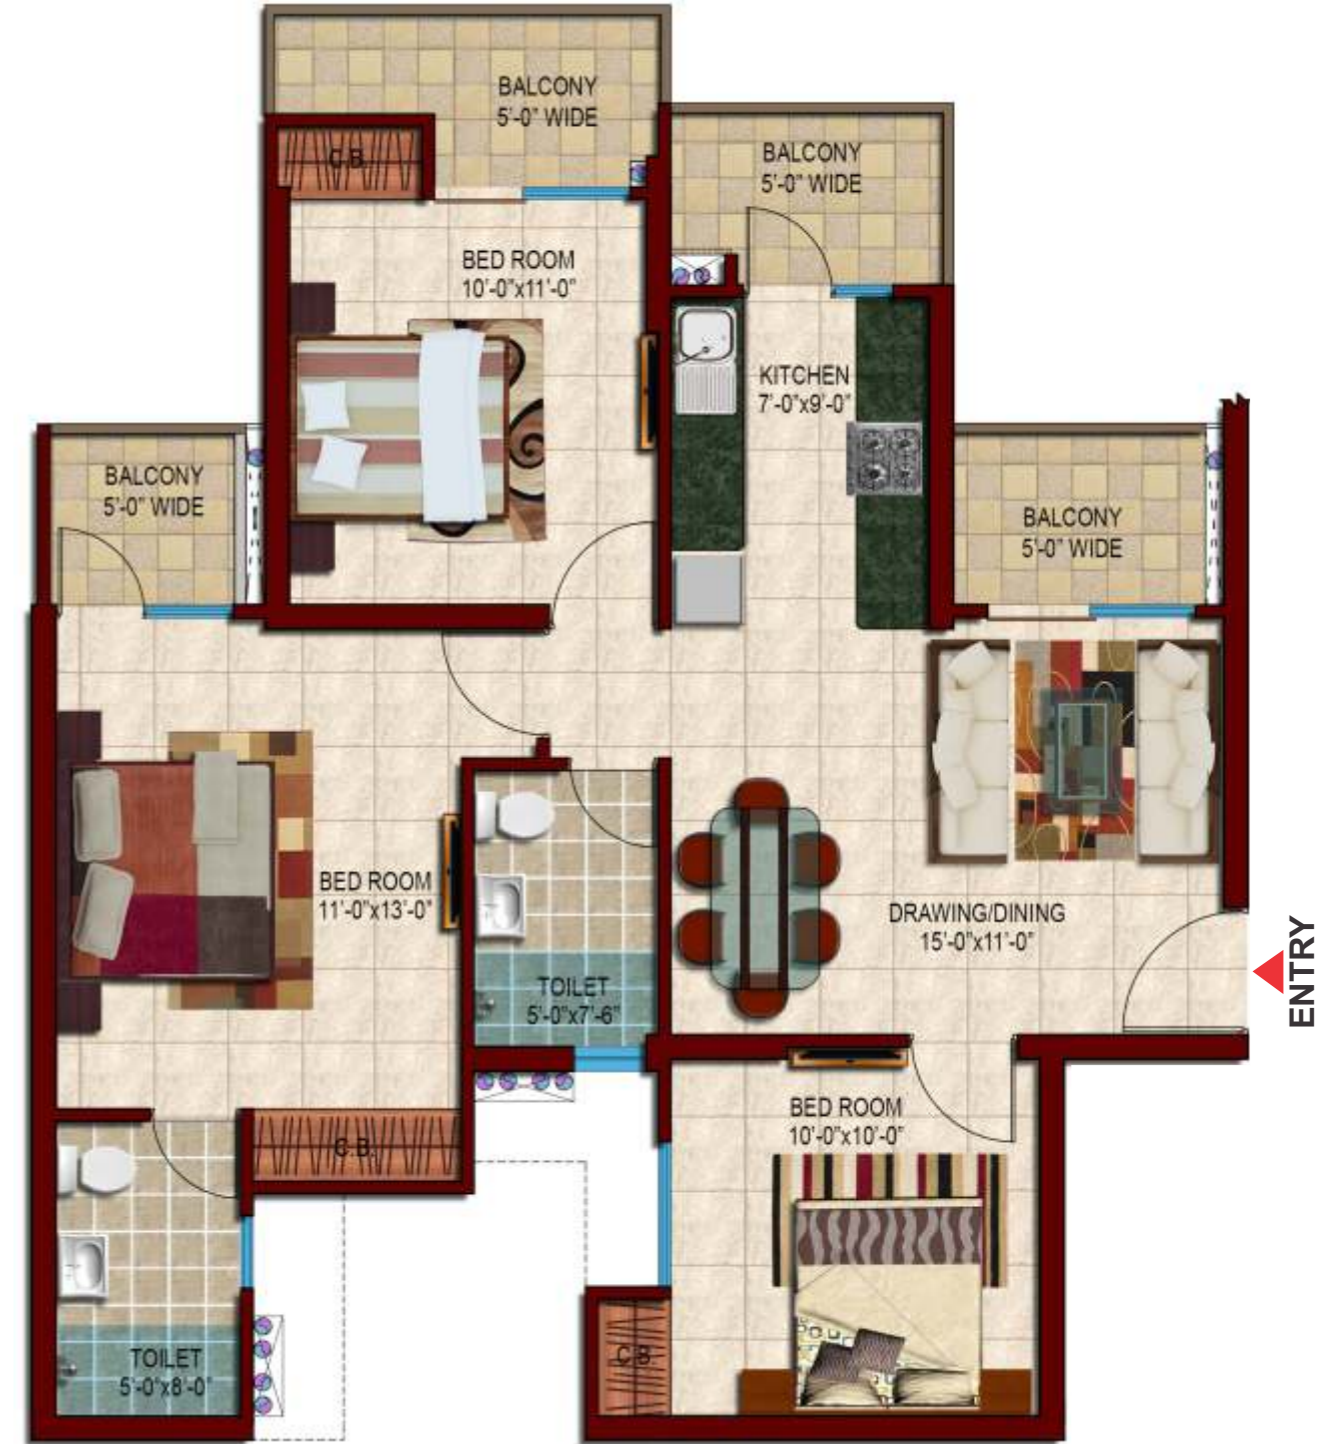 BALCONY
5'-0" WIDE
C.B.
BALCONY
5'-0" WIDE
BED ROOM
10'-0"x11'-0"
KITCHEN
7'-0"x9'-0"
BALCONY
5'-0" WIDE
BALCONY
5'-0" WIDE
BED ROOM
11'-0"x13'-0"
DRAWING/DINING
15'-0"x11'-0"
ENTRY
TOILET
5'-0"x7'-6"
BED ROOM
10'-0"x10'-0"
C.B.
TOILET
5'-0"x8'-0"
C.B.